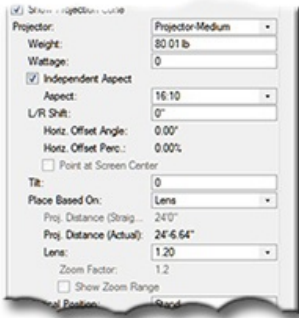 Show Projection Cone
Projector: Projector-Medium
Weight: 80.01 lb
Wattage: 0
Independent Aspect
Aspect: 16:10
L/R Shift: 0"
Horiz. Offset Angle: 0.00°
Horiz. Offset Perc.: 0.00%
Point at Screen Center
Tilt: 0
Place Based On: Lens
Proj. Distance (Straig... 24'0"
Proj. Distance (Actual): 24'-6.64"
Lens: 1.20
Zoom Factor: 1.2
Show Zoom Range
Position: Stand